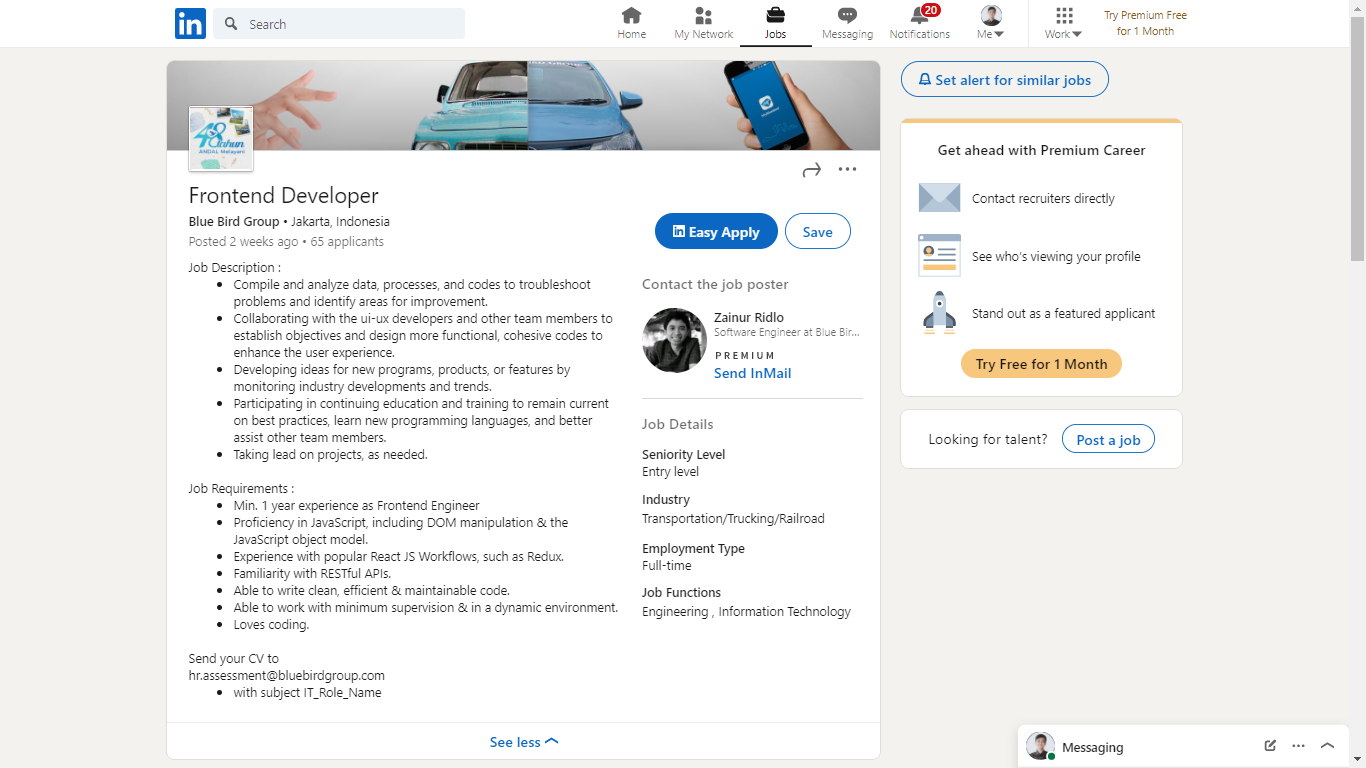 in
Search
Home
My Network
Jobs
Messaging
20
Notifications
Me
Work
Try Premium Free
for 1 Month
48
tahun
ANDAL Melayani
Frontend Developer
Blue Bird Group • Jakarta, Indonesia
Posted 2 weeks ago • 65 applicants
in Easy Apply
Save
Job Description :
• Compile and analyze data, processes, and codes to troubleshoot
problems and identify areas for improvement.
• Collaborating with the ui-ux developers and other team members to
establish objectives and design more functional, cohesive codes to
enhance the user experience.
• Developing ideas for new programs, products, or features by
monitoring industry developments and trends.
• Participating in continuing education and training to remain current
on best practices, learn new programming languages, and better
assist other team members.
• Taking lead on projects, as needed.
Job Requirements :
• Min. 1 year experience as Frontend Engineer
• Proficiency in JavaScript, including DOM manipulation & the
JavaScript object model.
• Experience with popular React JS Workflows, such as Redux.
• Familiarity with RESTful APIs.
• Able to write clean, efficient & maintainable code.
• Able to work with minimum supervision & in a dynamic environment.
• Loves coding.
Send your CV to
hr.assessment@bluebirdgroup.com
• with subject IT_Role_Name
See less
Contact the job poster
Zainur Ridlo
Software Engineer at Blue Bir...
PREMIUM
Send InMail
Job Details
Seniority Level
Entry level
Industry
Transportation/Trucking/Railroad
Employment Type
Full-time
Job Functions
Engineering , Information Technology
Set alert for similar jobs
Get ahead with Premium Career
Contact recruiters directly
See who's viewing your profile
Stand out as a featured applicant
Try Free for 1 Month
Looking for talent?
Post a job
Messaging